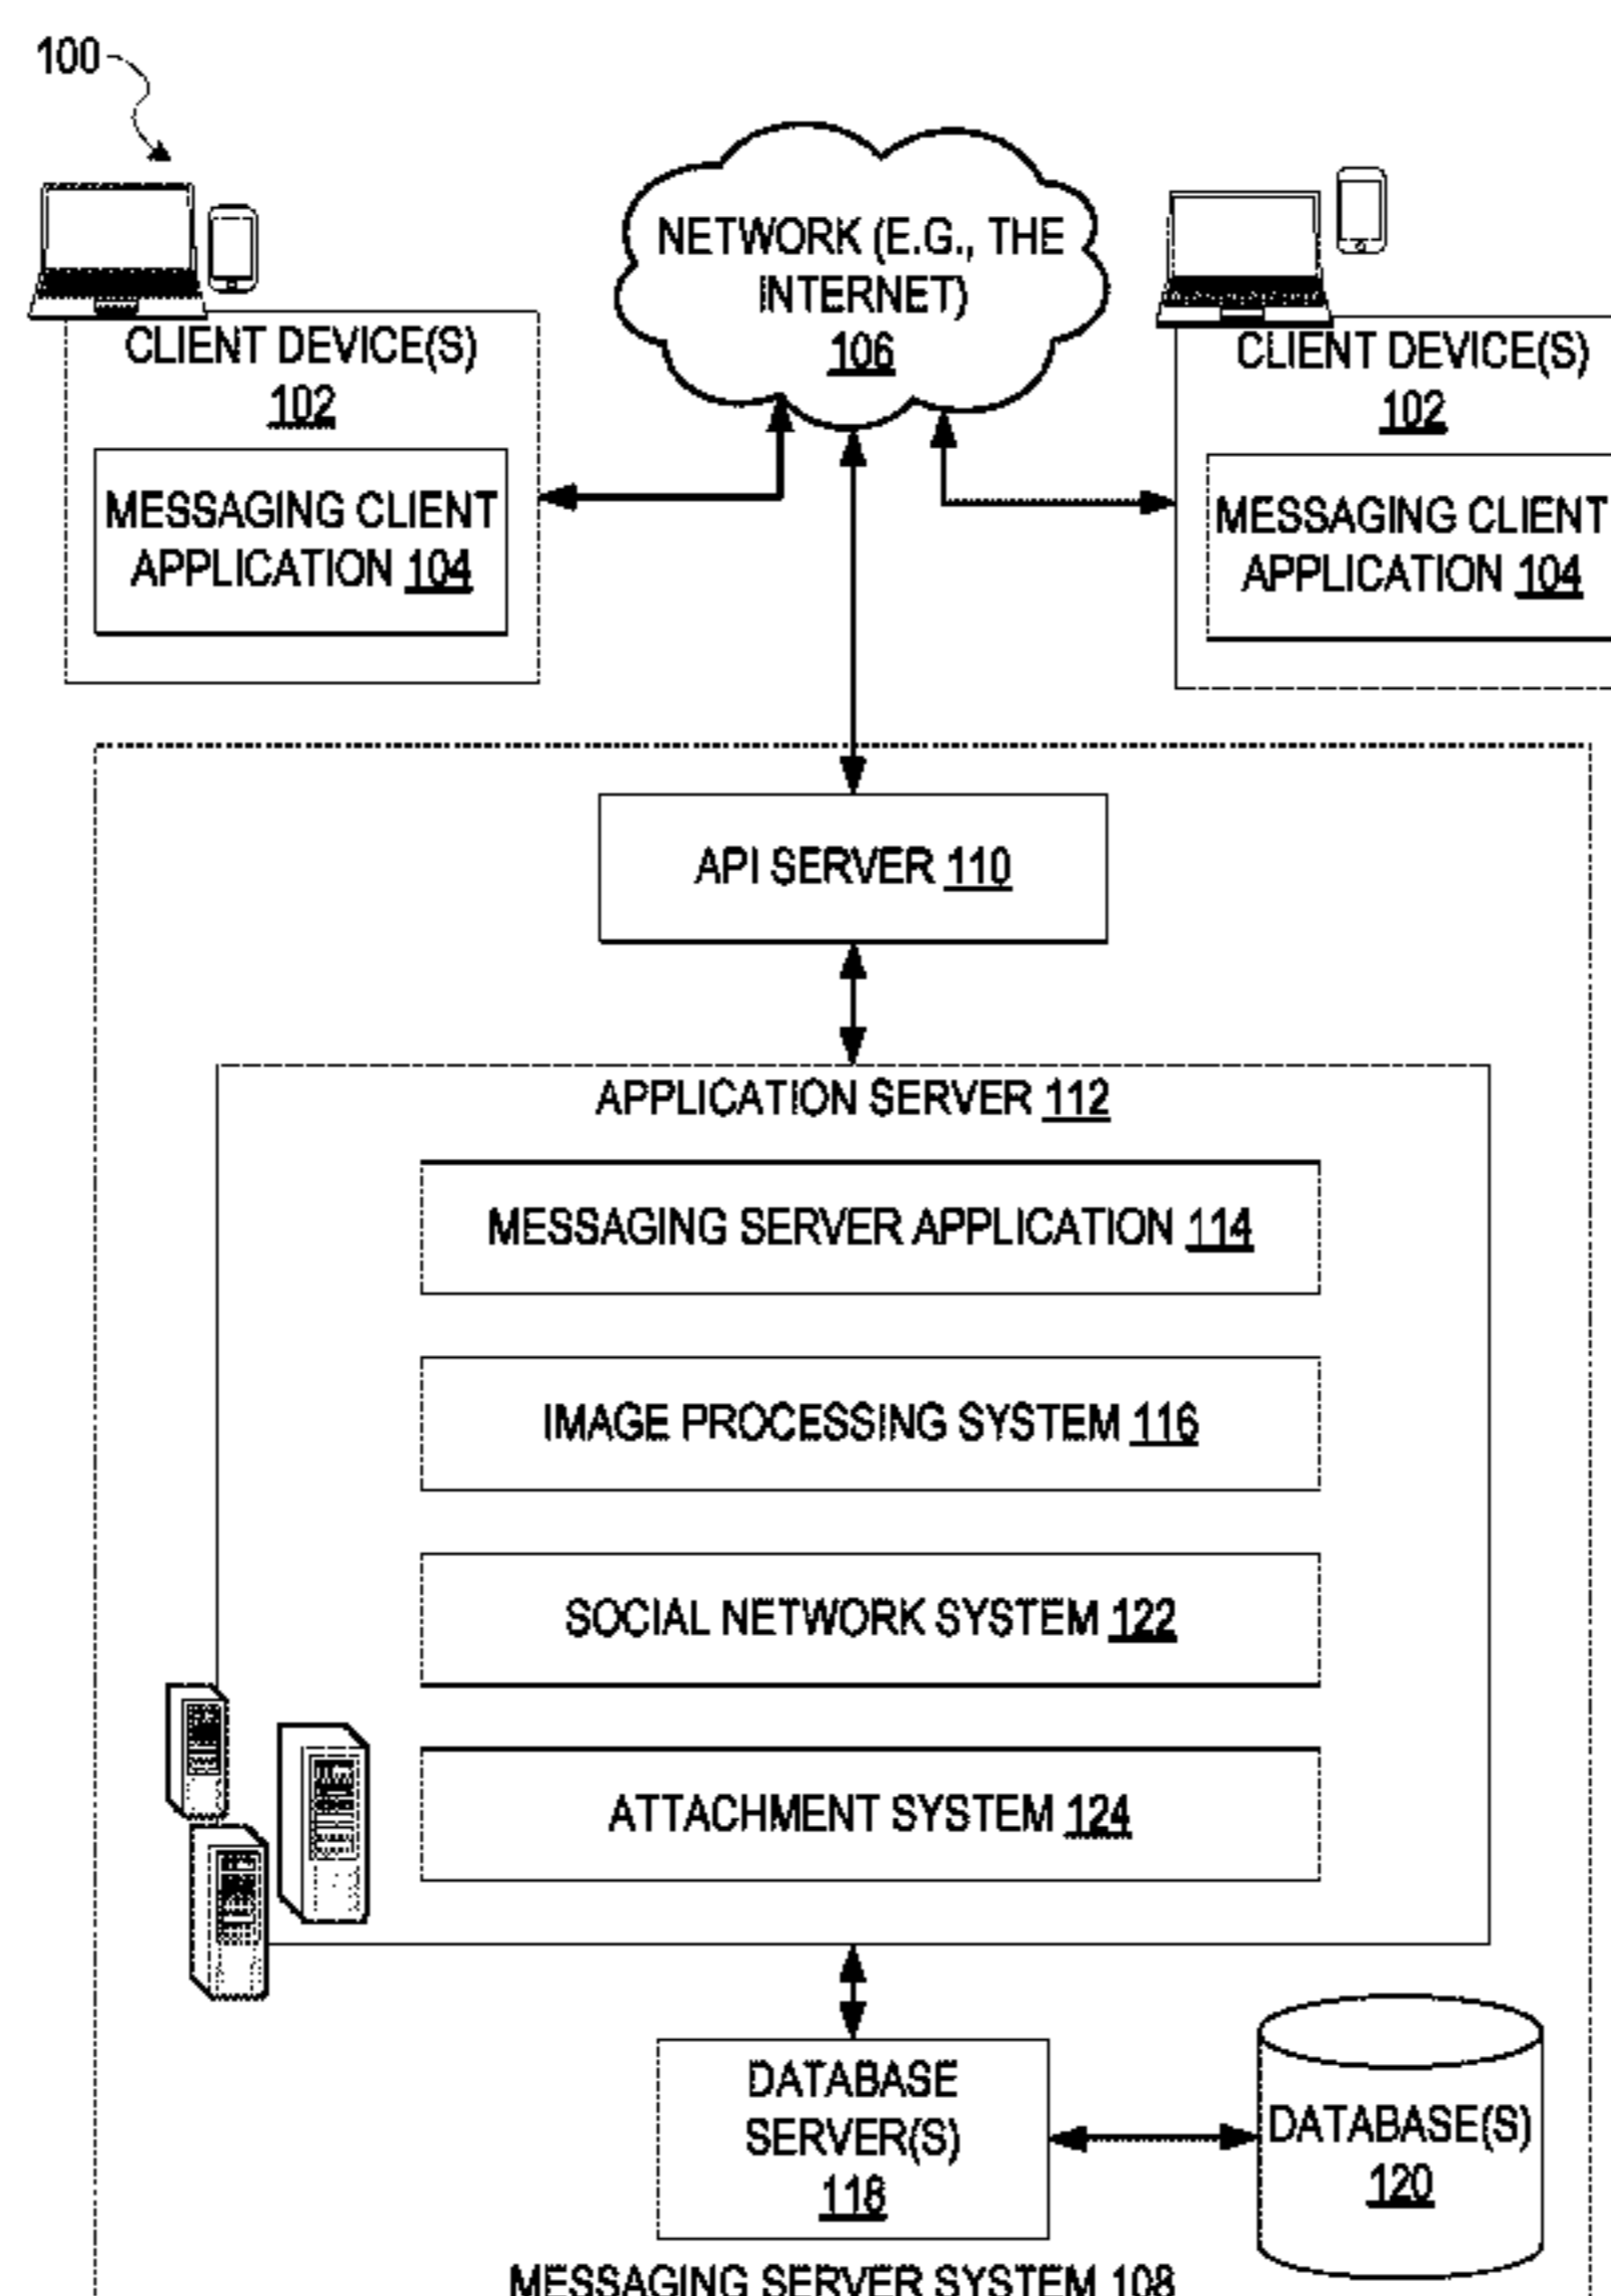 100
NETWORK (E.G., THE
INTERNET)
106
CLIENT DEVICE(S)
102
MESSAGING CLIENT
APPLICATION 104
CLIENT DEVICE(S)
102
MESSAGING CLIENT
APPLICATION 104
API SERVER 110
APPLICATION SERVER 112
MESSAGING SERVER APPLICATION 114
IMAGE PROCESSING SYSTEM 116
SOCIAL NETWORK SYSTEM 122
ATTACHMENT SYSTEM 124
DATABASE
SERVER(S)
118
DATABASE(S)
120
MESSAGING SERVER SYSTEM 108